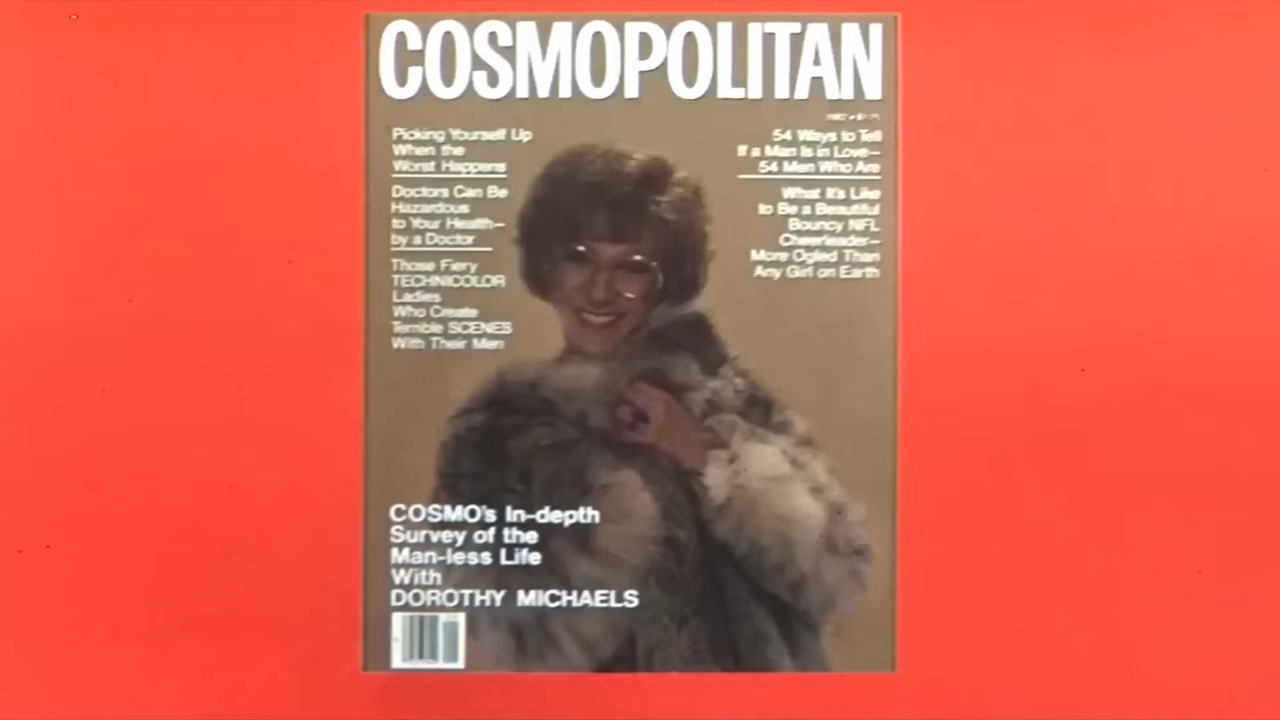 COSMOPOLITAN
Picking Yourself Up
When the
Worst Happens
Doctors Can Be
Hazardous
to Your Health—
by a Doctor
Those Fiery
TECHNICOLOR
Ladies
Who Create
Terrible SCENES
With Their Men
54 Ways to Tell
If a Man Is in Love—
54 Men Who Are
What It's Like
to Be a Beautiful
Bouncy NFL
Cheerleader—
More Ogled Than
Any Girl on Earth
COSMO's In-depth
Survey of the
Man-less Life
With
DOROTHY MICHAELS